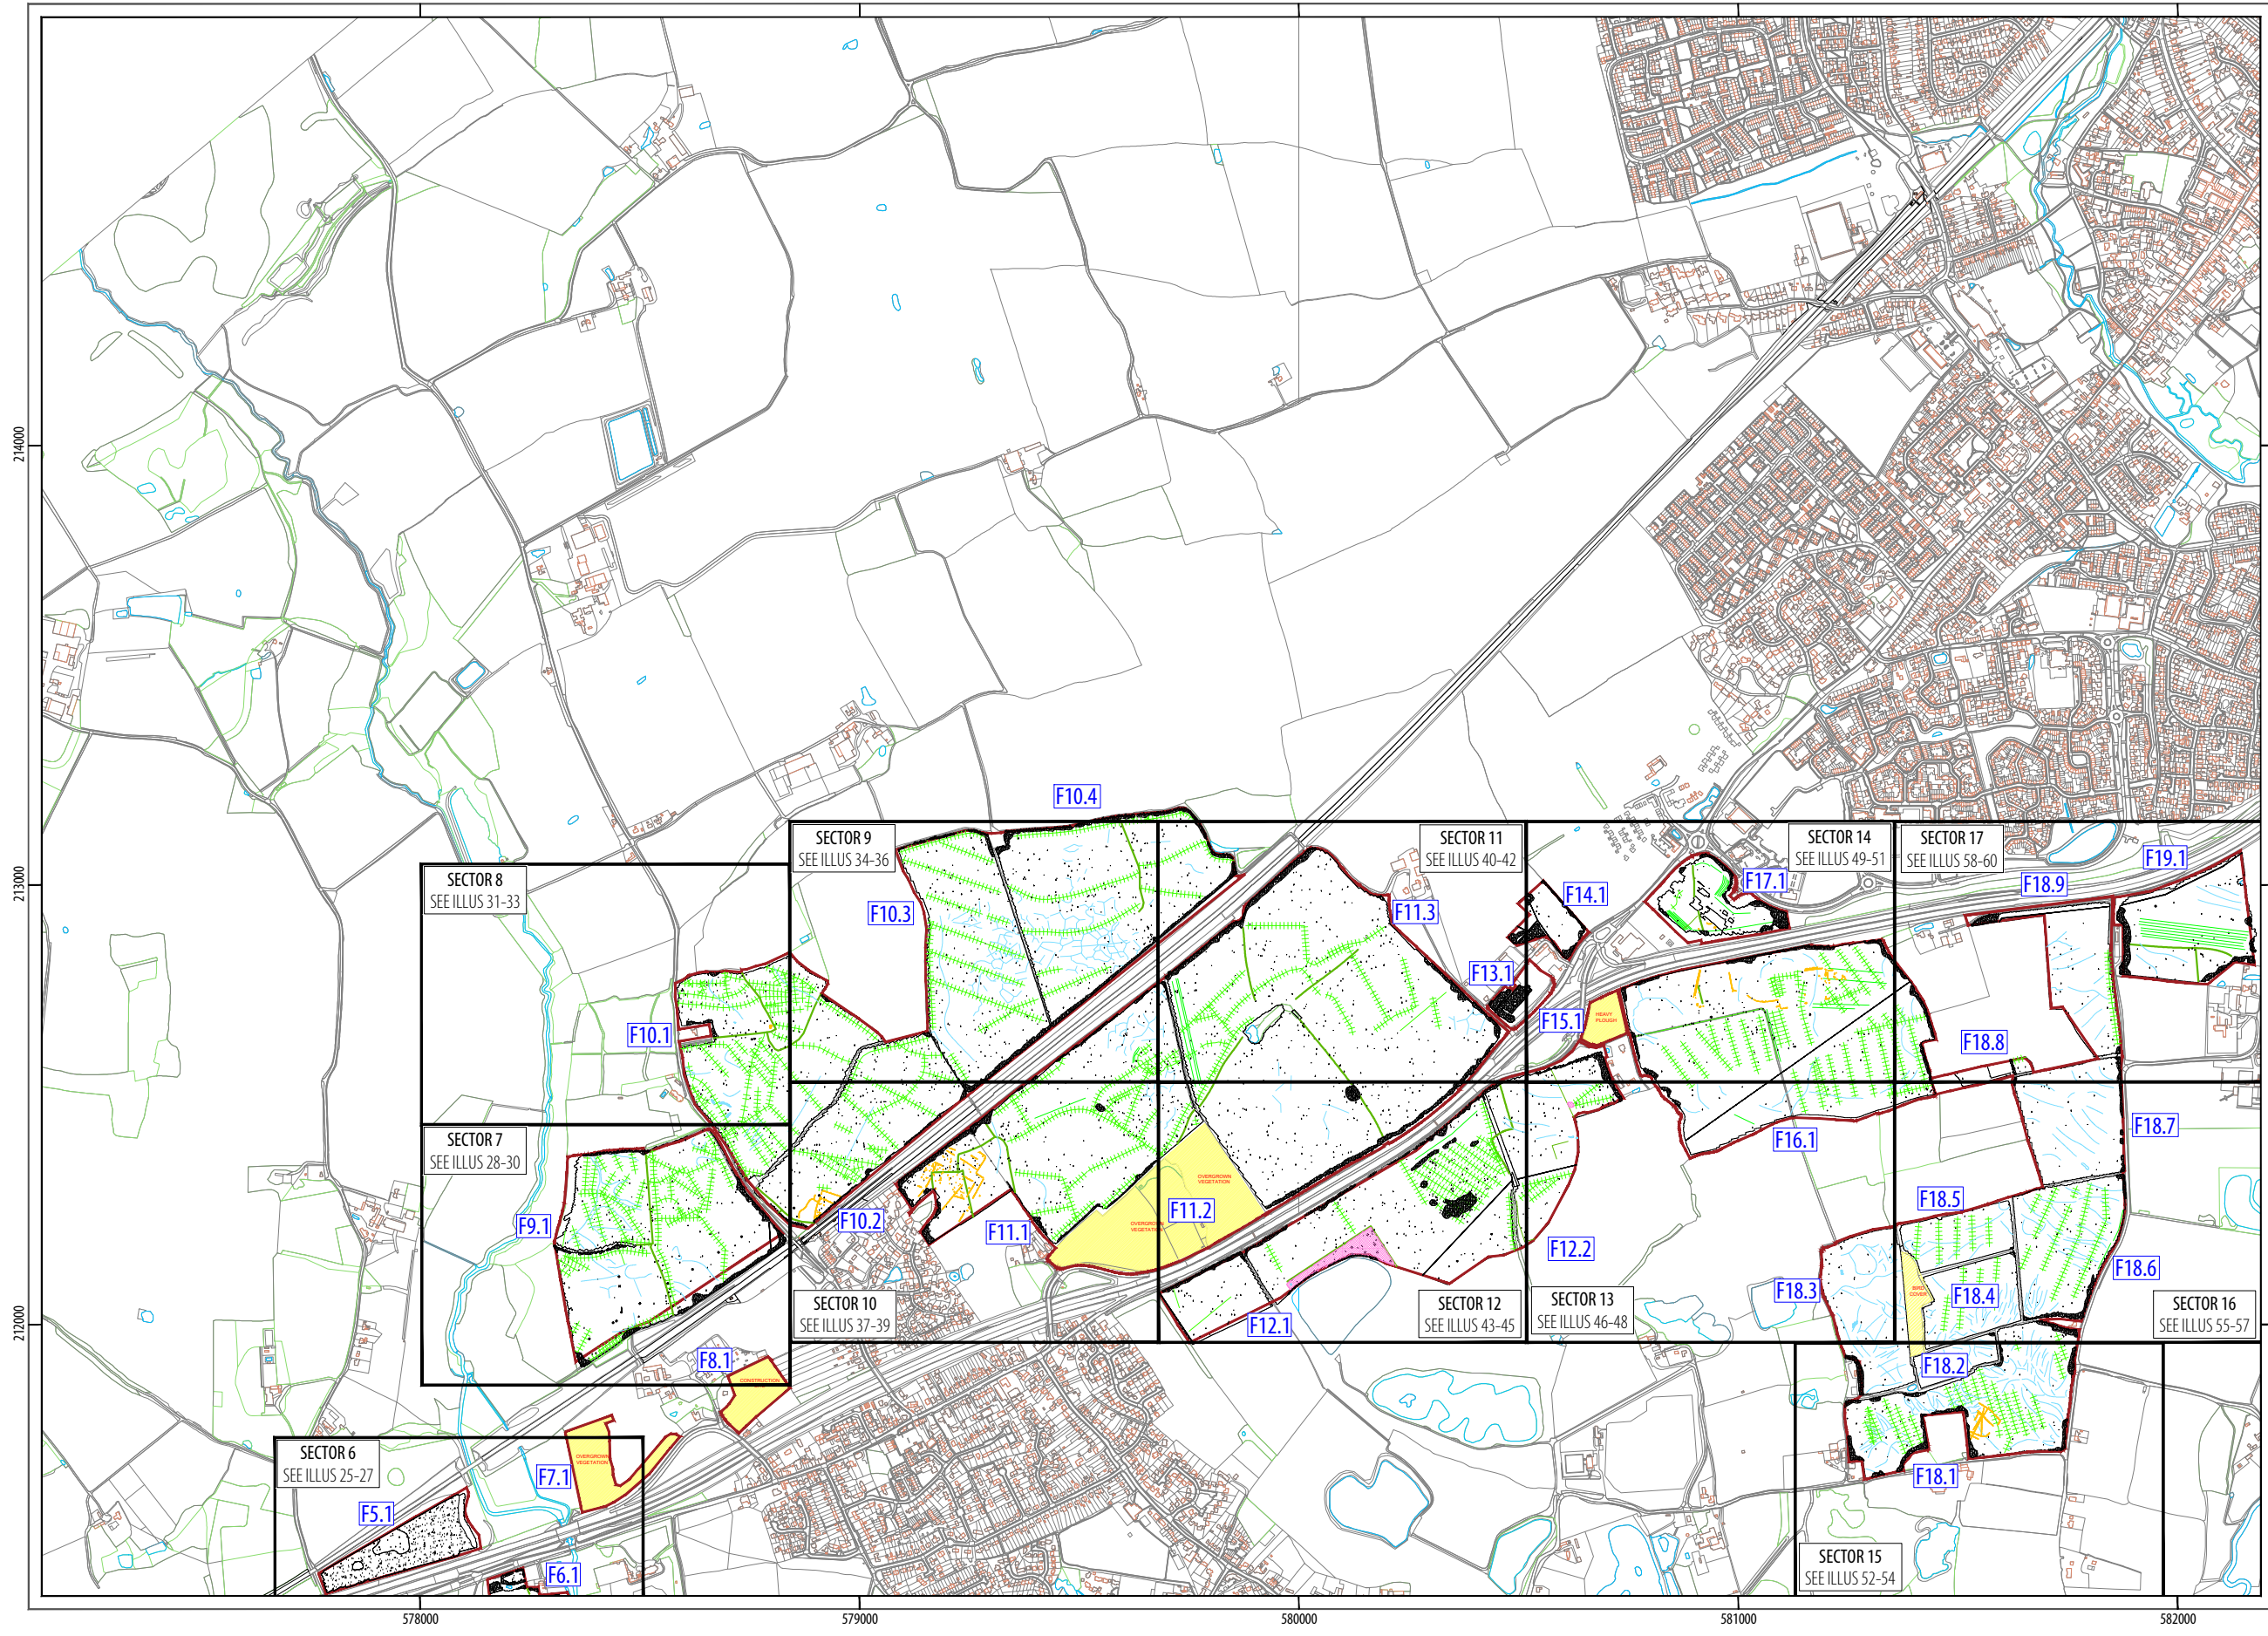 F10.4
SECTOR 9
SEE ILLUS 34-36
SECTOR 11
SEE ILLUS 40-42
SECTOR 14
SEE ILLUS 49-51
SECTOR 17
SEE ILLUS 58-60
F19.1
SECTOR 8
SEE ILLUS 31-33
F10.3
F11.3
F14.1
F17.1
F18.9
F13.1
F15.1
HEAVY
PLOUGH
F10.1
F18.8
SECTOR 7
SEE ILLUS 28-30
F16.1
F18.7
F9.1
F10.2
F11.1
F11.2
OVERGROWN
VEGETATION
OVERGROWN
VEGETATION
F12.2
F18.5
F18.6
F18.3
BIRD
COVER
F18.4
SECTOR 10
SEE ILLUS 37-39
F12.1
SECTOR 12
SEE ILLUS 43-45
SECTOR 13
SEE ILLUS 46-48
SECTOR 16
SEE ILLUS 55-57
F8.1
CONSTRUCTION
F18.2
SECTOR 6
SEE ILLUS 25-27
OVERGROWN
VEGETATION
F7.1
F18.1
F5.1
F6.1
SECTOR 15
SEE ILLUS 52-54
214000
213000
212000
578000
579000
580000
581000
582000